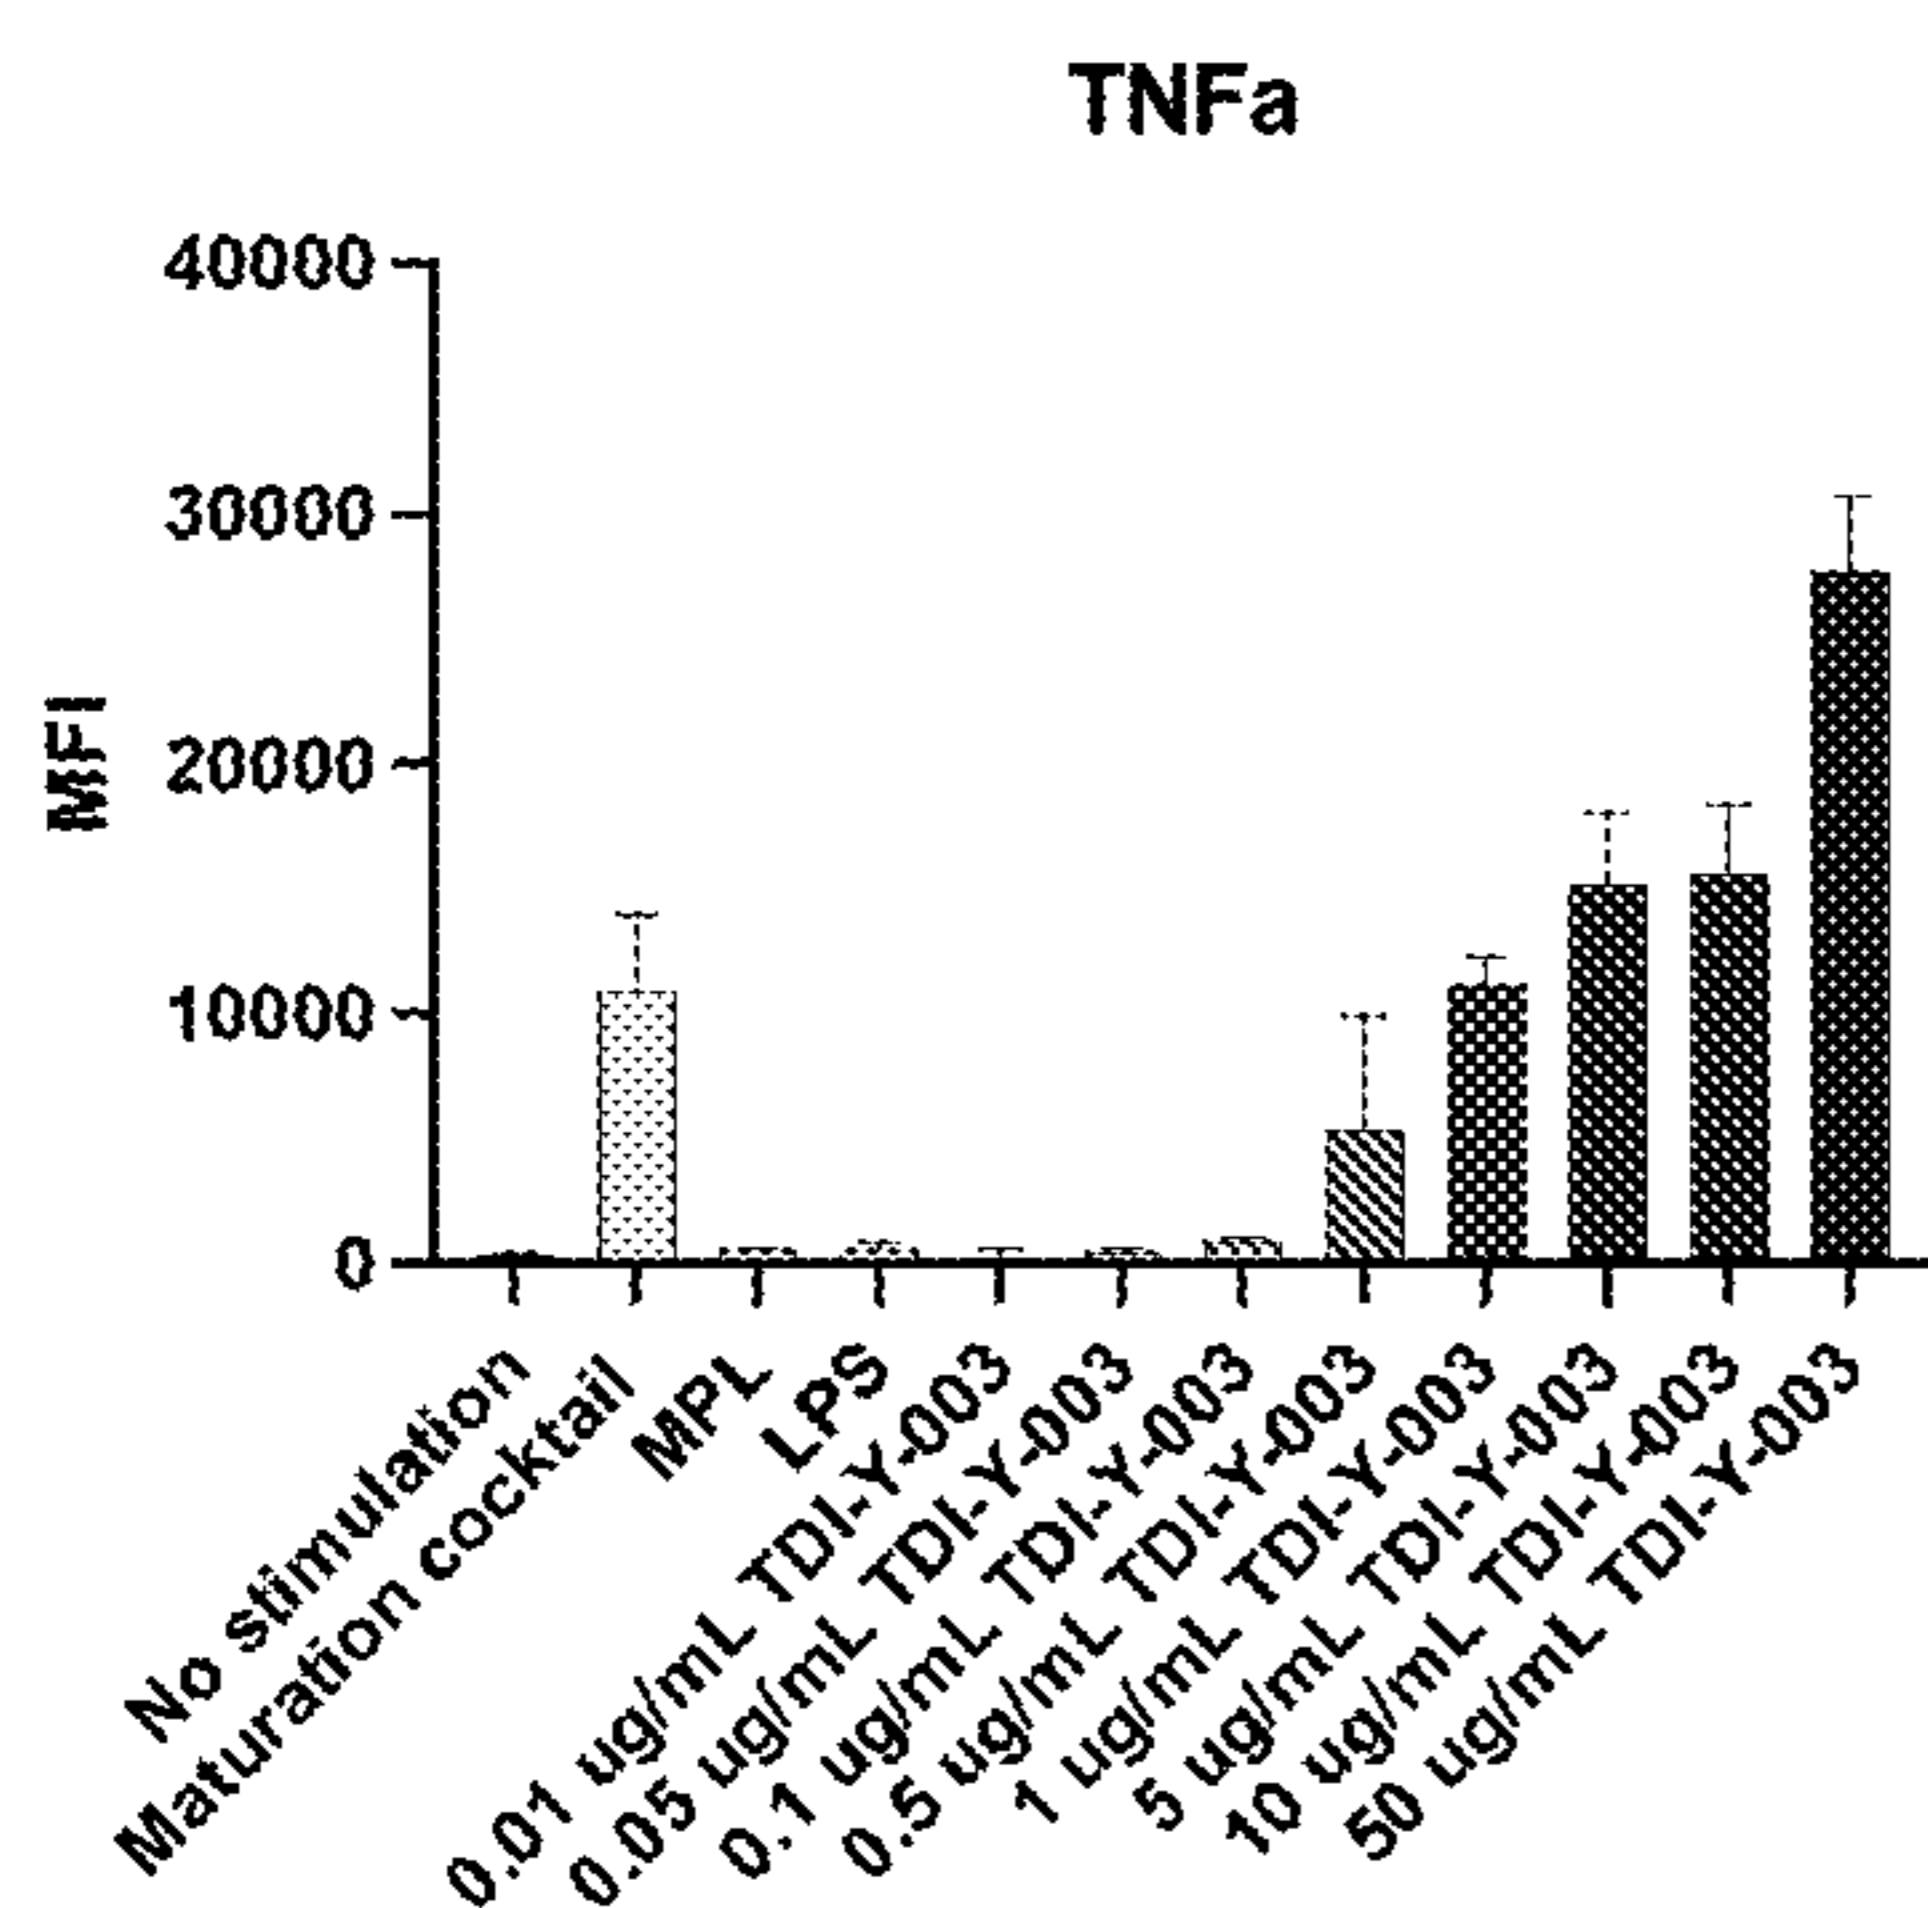 TNFa
MFI
40000
30000
20000
10000
0
No stimulation
Maturation cocktail
MPL
LPS
0.01 ug/mL TDI-Y-003
0.05 ug/mL TDI-Y-003
0.1 ug/mL TDI-Y-003
0.5 ug/mL TDI-Y-003
1 ug/mL TDI-Y-003
5 ug/mL TDI-Y-003
10 ug/mL TDI-Y-003
50 ug/mL TDI-Y-003